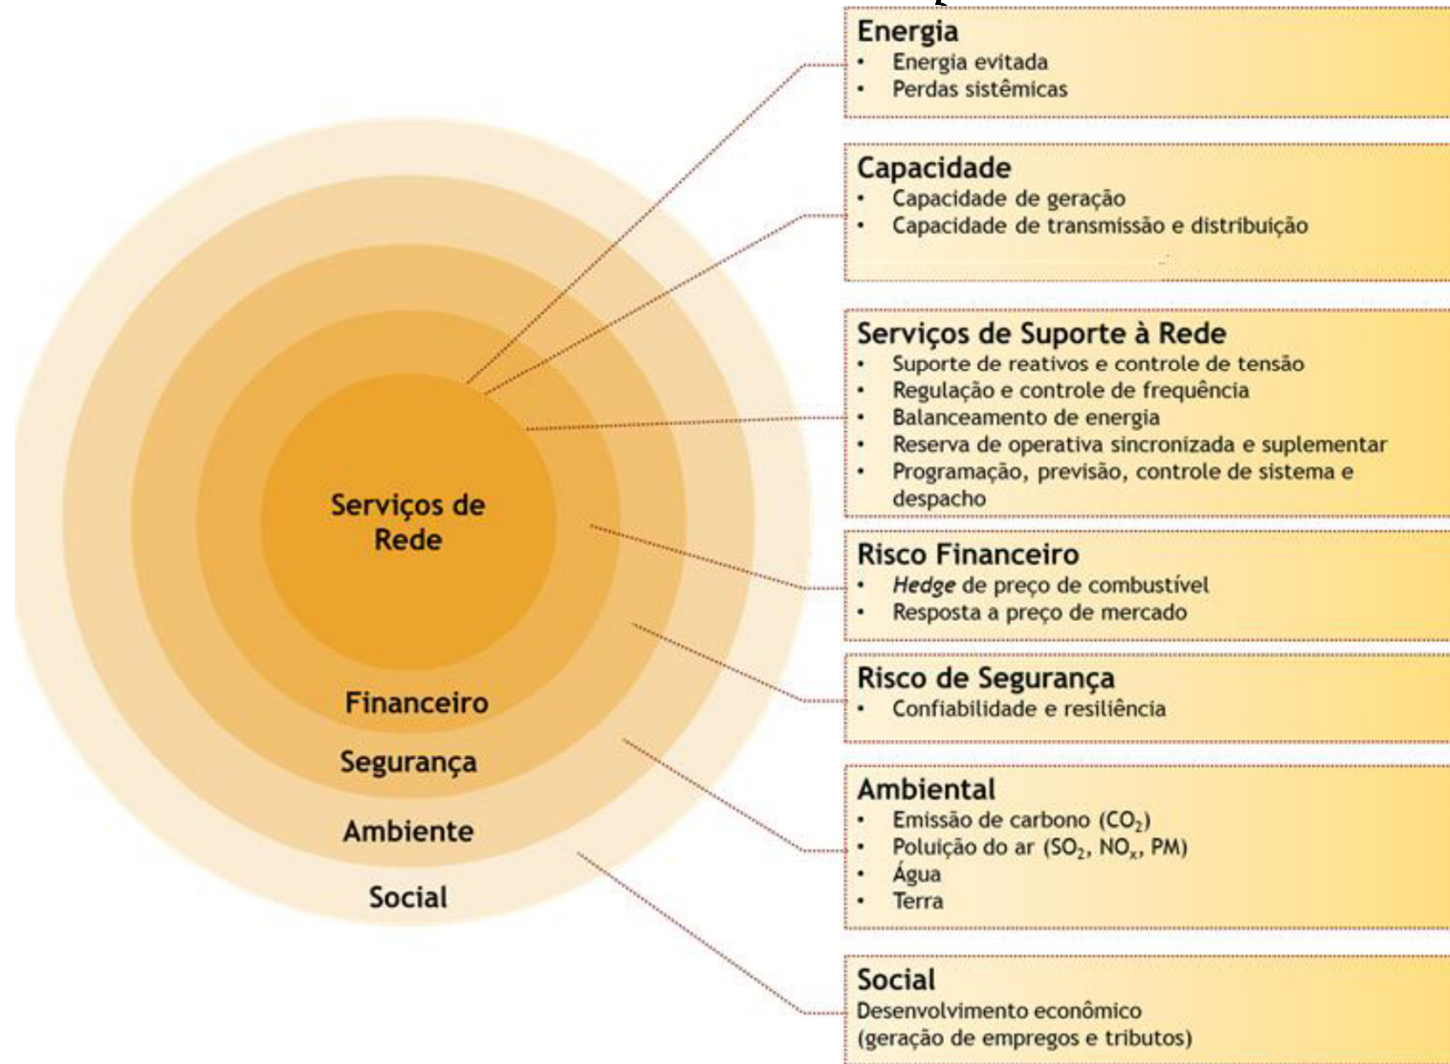 Energia
• Energia evitada
• Perdas sistêmicas
Capacidade
• Capacidade de geração
• Capacidade de transmissão e distribuição
Serviços de Suporte à Rede
• Suporte de reativos e controle de tensão
• Regulação e controle de frequência
• Balanceamento de energia
• Reserva de operativa sincronizada e suplementar
• Programação, previsão, controle de sistema e
despacho
Risco Financeiro
• Hedge de preço de combustível
• Resposta a preço de mercado
Risco de Segurança
• Confiabilidade e resiliência
Ambiental
• Emissão de carbono (CO₂)
• Poluição do ar (SO₂, NOₓ, PM)
• Água
• Terra
Social
Desenvolvimento econômico
(geração de empregos e tributos)
Serviços de
Rede
Financeiro
Segurança
Ambiente
Social